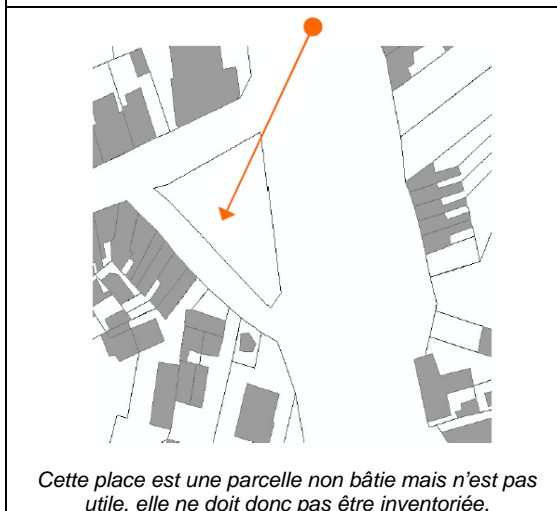 Cette place est une parcelle non bâtie mais n'est pas
utile, elle ne doit donc pas être inventoriée.